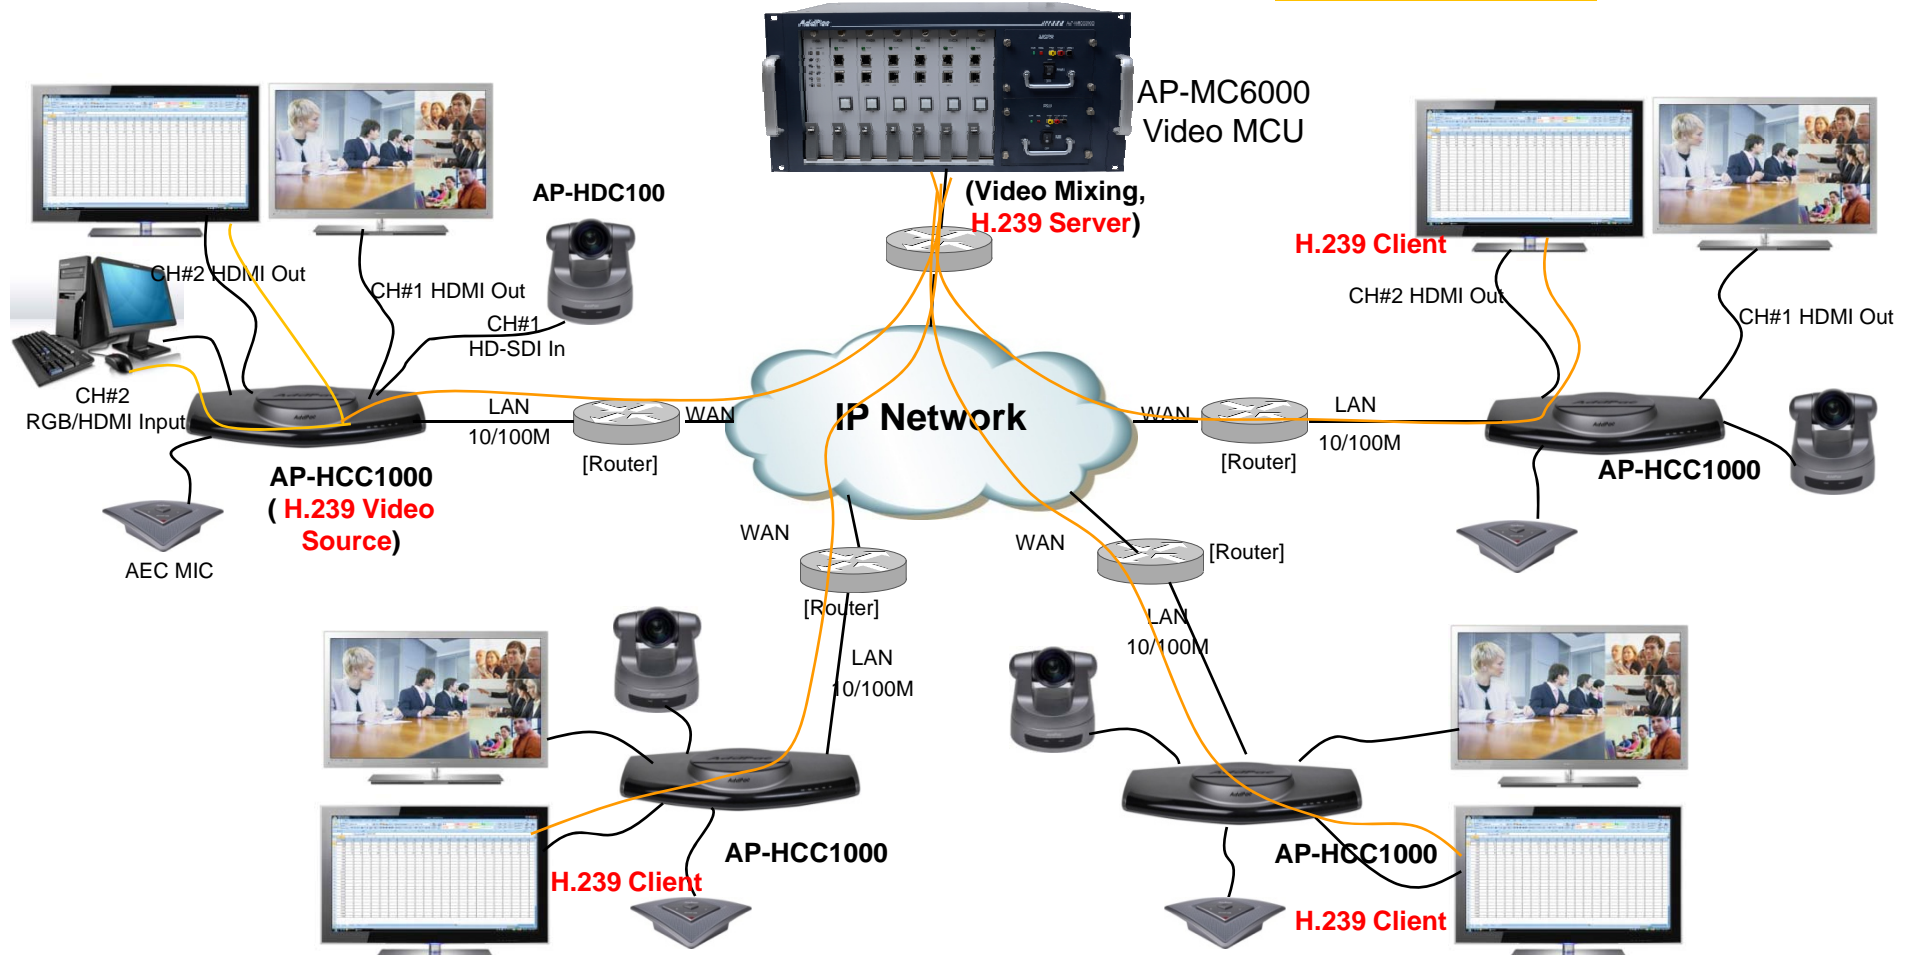 AddPac
AP-MC6000
Video MCU
(Video Mixing,
H.239 Server)
AP-HDC100
CH#2 HDMI Out
CH#1 HDMI Out
CH#1
HD-SDI In
CH#2
RGB/HDMI Input
LAN
10/100M
[Router]
WAN
IP Network
AP-HCC1000
( H.239 Video
Source)
AEC MIC
H.239 Client
CH#2 HDMI Out
CH#1 HDMI Out
WAN
[Router]
LAN
10/100M
AddPac
AP-HCC1000
WAN
[Router]
LAN
10/100M
AddPac
AP-HCC1000
H.239 Client
WAN
[Router]
LAN
10/100M
AddPac
AP-HCC1000
H.239 Client